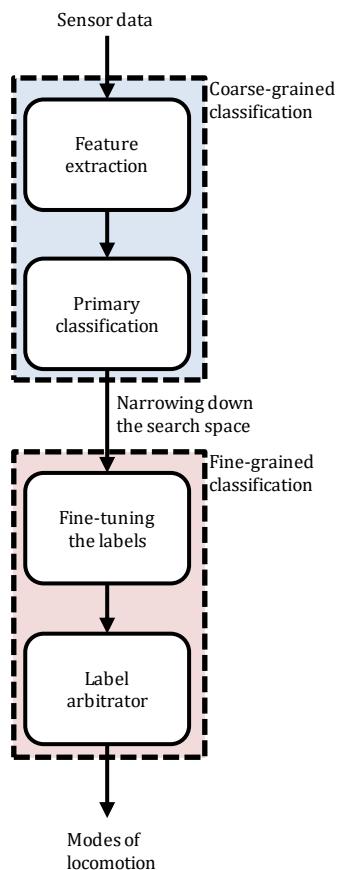 Sensor data
Coarse-grained
classification
Feature
extraction
Primary
classification
Narrowing down
the search space
Fine-grained
classification
Fine-tuning
the labels
Label
arbitrator
Modes of
locomotion